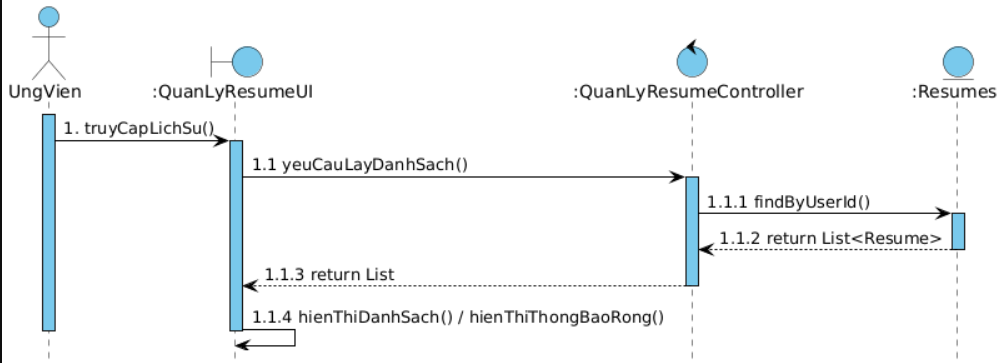 UngVien
:QuanLyResumeUI
:QuanLyResumeController
:Resumes
1. truyCapLichSu()
1.1 yeuCauLayDanhSach()
1.1.1 findByUserId()
1.1.2 return List<Resume>
1.1.3 return List
1.1.4 hienThiDanhSach() / hienThiThongBaoRong()